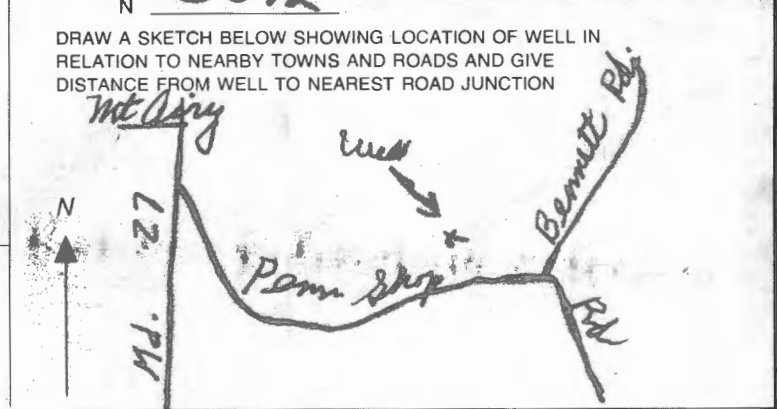 N
DRAW A SKETCH BELOW SHOWING LOCATION OF WELL IN
RELATION TO NEARBY TOWNS AND ROADS AND GIVE
DISTANCE FROM WELL TO NEAREST ROAD JUNCTION
Mt Airy
Well
Bennett Rd.
N
Md. 27
Penn Shop Rd